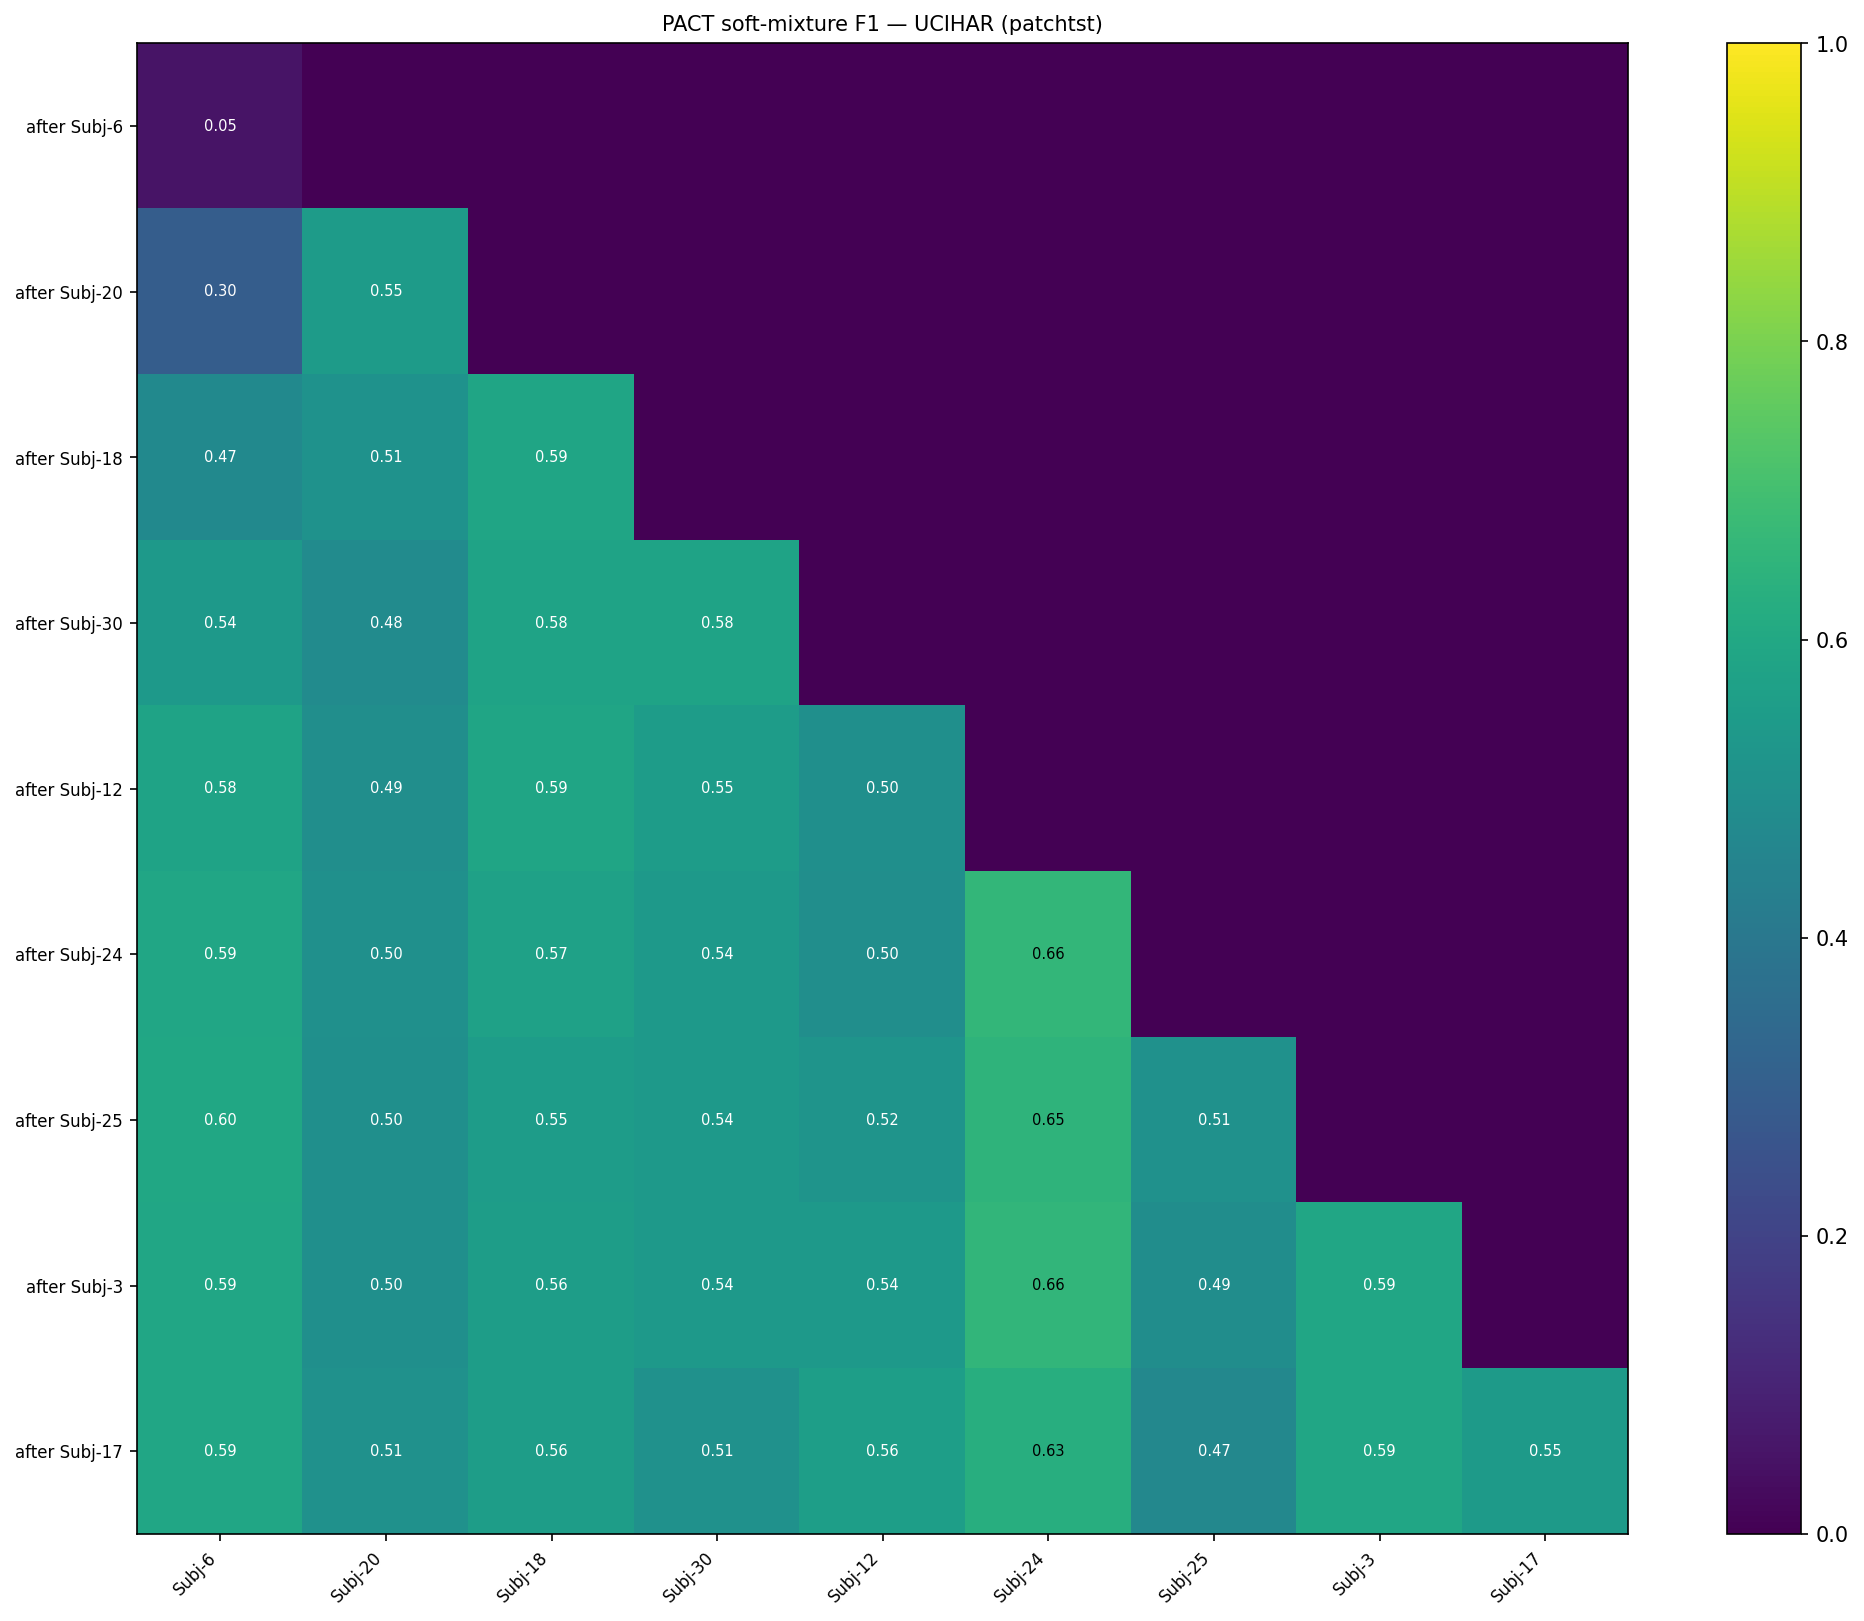 PACT soft-mixture F1 — UCIHAR (patchtst)
after Subj-6 0.05
after Subj-20 0.30 0.55
after Subj-18 0.47 0.51 0.59
after Subj-30 0.54 0.48 0.58 0.58
after Subj-12 0.58 0.49 0.59 0.55 0.50
after Subj-24 0.59 0.50 0.57 0.54 0.50 0.66
after Subj-25 0.60 0.50 0.55 0.54 0.52 0.65 0.51
after Subj-3 0.59 0.50 0.56 0.54 0.54 0.66 0.49 0.59
after Subj-17 0.59 0.51 0.56 0.51 0.56 0.63 0.47 0.59 0.55
Subj-6 Subj-20 Subj-18 Subj-30 Subj-12 Subj-24 Subj-25 Subj-3 Subj-17
1.0
0.8
0.6
0.4
0.2
0.0